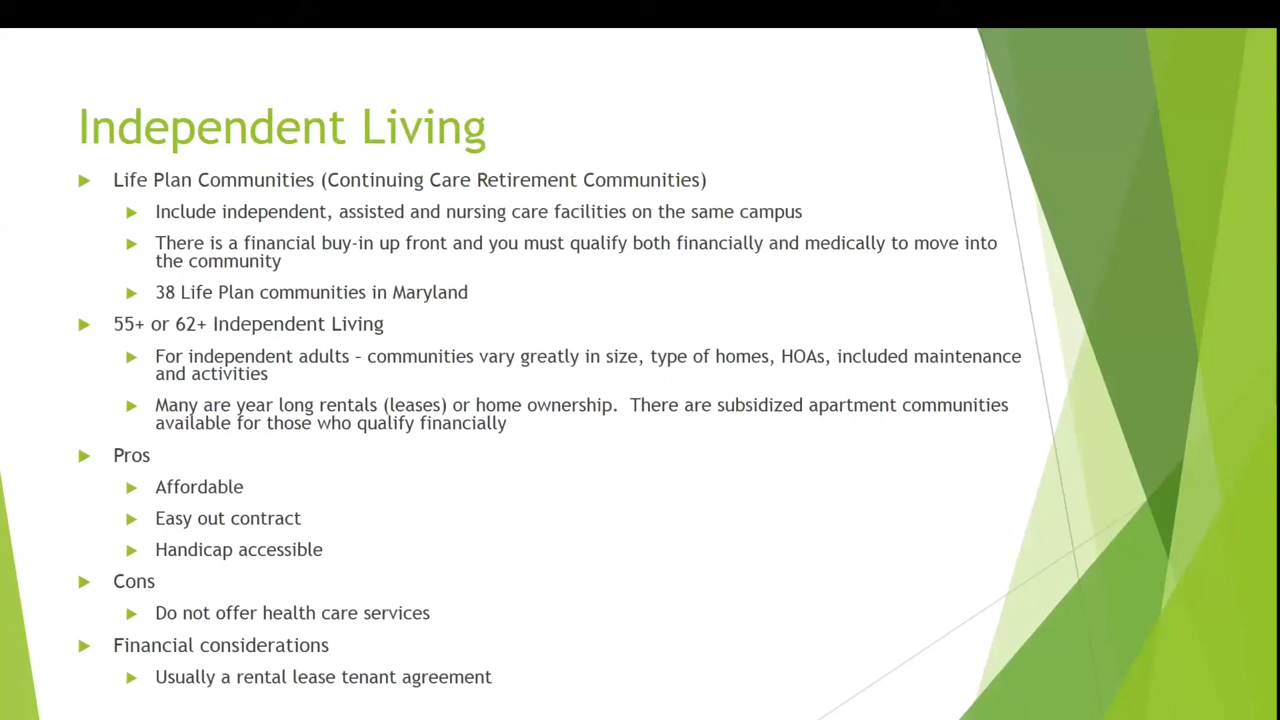 Independent Living
Life Plan Communities (Continuing Care Retirement Communities)
Include independent, assisted and nursing care facilities on the same campus
There is a financial buy-in up front and you must qualify both financially and medically to move into
the community
38 Life Plan communities in Maryland
55+ or 62+ Independent Living
For independent adults – communities vary greatly in size, type of homes, HOAs, included maintenance
and activities
Many are year long rentals (leases) or home ownership.  There are subsidized apartment communities
available for those who qualify financially
Pros
Affordable
Easy out contract
Handicap accessible
Cons
Do not offer health care services
Financial considerations
Usually a rental lease tenant agreement